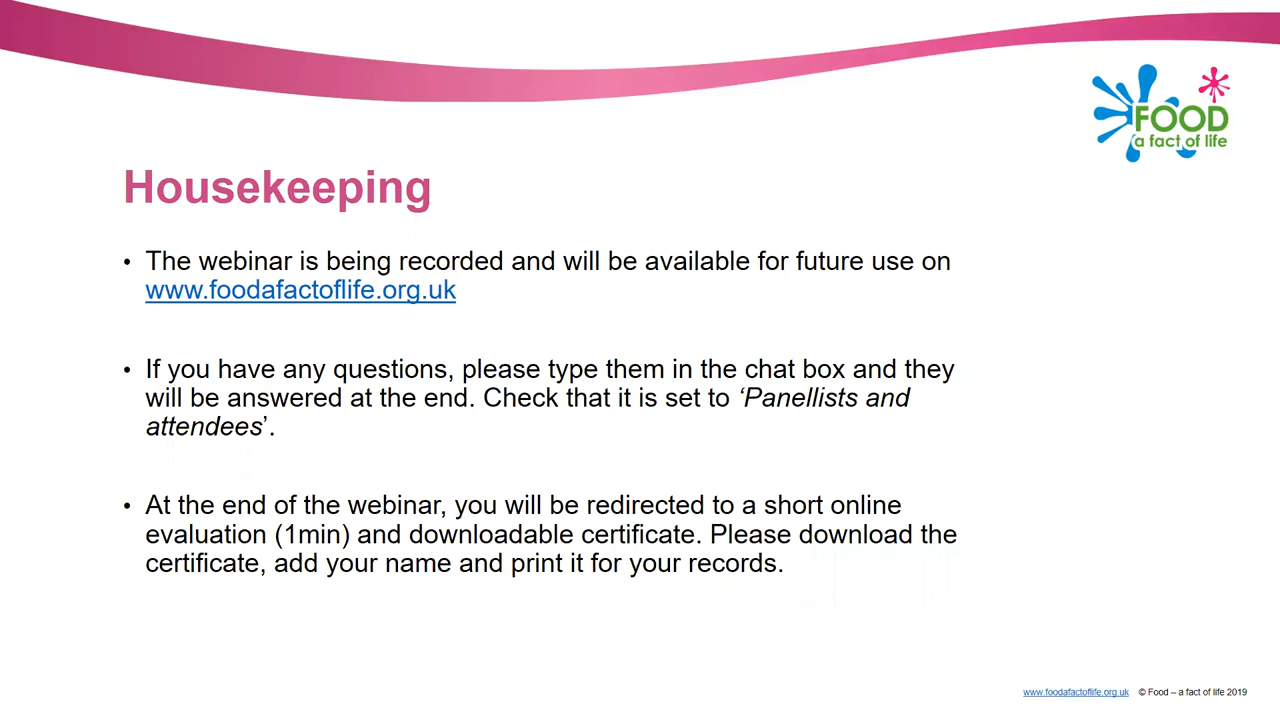 FOOD
a fact of life
Housekeeping
• The webinar is being recorded and will be available for future use on
www.foodafactoflife.org.uk
• If you have any questions, please type them in the chat box and they
will be answered at the end. Check that it is set to ‘Panellists and
attendees’.
• At the end of the webinar, you will be redirected to a short online
evaluation (1min) and downloadable certificate. Please download the
certificate, add your name and print it for your records.
www.foodafactoflife.org.uk © Food – a fact of life 2019